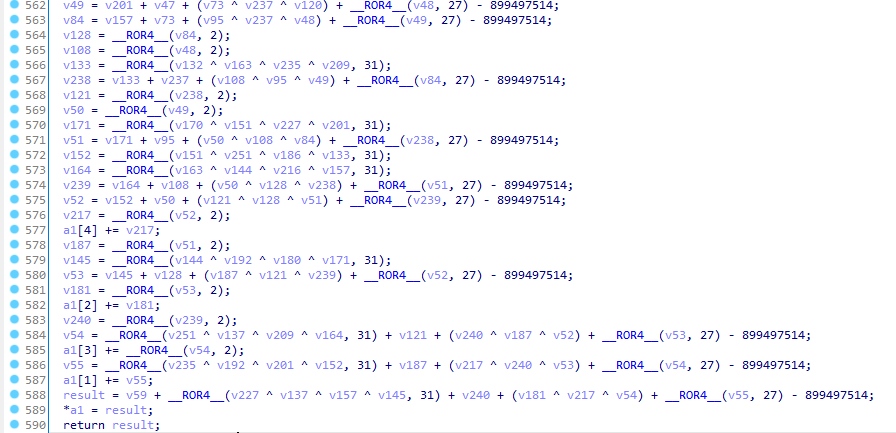 562 v49 = v201 + v47 + (v73 ^ v237 ^ v120) + __ROR4__(v48, 27) - 899497514;
563 v84 = v157 + v73 + (v95 ^ v237 ^ v48) + __ROR4__(v49, 27) - 899497514;
564 v128 = __ROR4__(v84, 2);
565 v108 = __ROR4__(v48, 2);
566 v133 = __ROR4__(v132 ^ v163 ^ v235 ^ v209, 31);
567 v238 = v133 + v237 + (v108 ^ v95 ^ v49) + __ROR4__(v84, 27) - 899497514;
568 v121 = __ROR4__(v238, 2);
569 v50 = __ROR4__(v49, 2);
570 v171 = __ROR4__(v170 ^ v151 ^ v227 ^ v201, 31);
571 v51 = v171 + v95 + (v50 ^ v108 ^ v84) + __ROR4__(v238, 27) - 899497514;
572 v152 = __ROR4__(v151 ^ v251 ^ v186 ^ v133, 31);
573 v164 = __ROR4__(v163 ^ v144 ^ v216 ^ v157, 31);
574 v239 = v164 + v108 + (v50 ^ v128 ^ v238) + __ROR4__(v51, 27) - 899497514;
575 v52 = v152 + v50 + (v121 ^ v128 ^ v51) + __ROR4__(v239, 27) - 899497514;
576 v217 = __ROR4__(v52, 2);
577 a1[4] += v217;
578 v187 = __ROR4__(v51, 2);
579 v145 = __ROR4__(v144 ^ v192 ^ v180 ^ v171, 31);
580 v53 = v145 + v128 + (v187 ^ v121 ^ v239) + __ROR4__(v52, 27) - 899497514;
581 v181 = __ROR4__(v53, 2);
582 a1[2] += v181;
583 v240 = __ROR4__(v239, 2);
584 v54 = __ROR4__(v251 ^ v137 ^ v209 ^ v164, 31) + v121 + (v240 ^ v187 ^ v52) + __ROR4__(v53, 27) - 899497514;
585 a1[3] += __ROR4__(v54, 2);
586 v55 = __ROR4__(v235 ^ v192 ^ v201 ^ v152, 31) + v187 + (v217 ^ v240 ^ v53) + __ROR4__(v54, 27) - 899497514;
587 a1[1] += v55;
588 result = v59 + __ROR4__(v227 ^ v137 ^ v157 ^ v145, 31) + v240 + (v181 ^ v217 ^ v54) + __ROR4__(v55, 27) - 899497514;
589 *a1 = result;
590 return result;